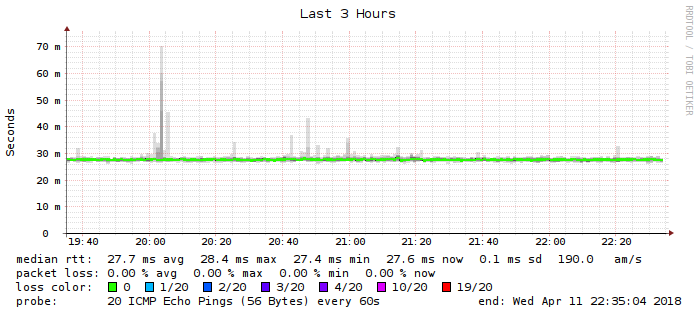 Last 3 Hours
RRDTOOL / TOBI OETIKER
Seconds
70 m
60 m
50 m
40 m
30 m
20 m
10 m
0
19:40 20:00 20:20 20:40 21:00 21:20 21:40 22:00 22:20
median rtt: 27.7 ms avg 28.4 ms max 27.4 ms min 27.6 ms now 0.1 ms sd 190.0 am/s
packet loss: 0.00 % avg 0.00 % max 0.00 % min 0.00 % now
loss color: 0 1/20 2/20 3/20 4/20 10/20 19/20
probe: 20 ICMP Echo Pings (56 Bytes) every 60s end: Wed Apr 11 22:35:04 2018